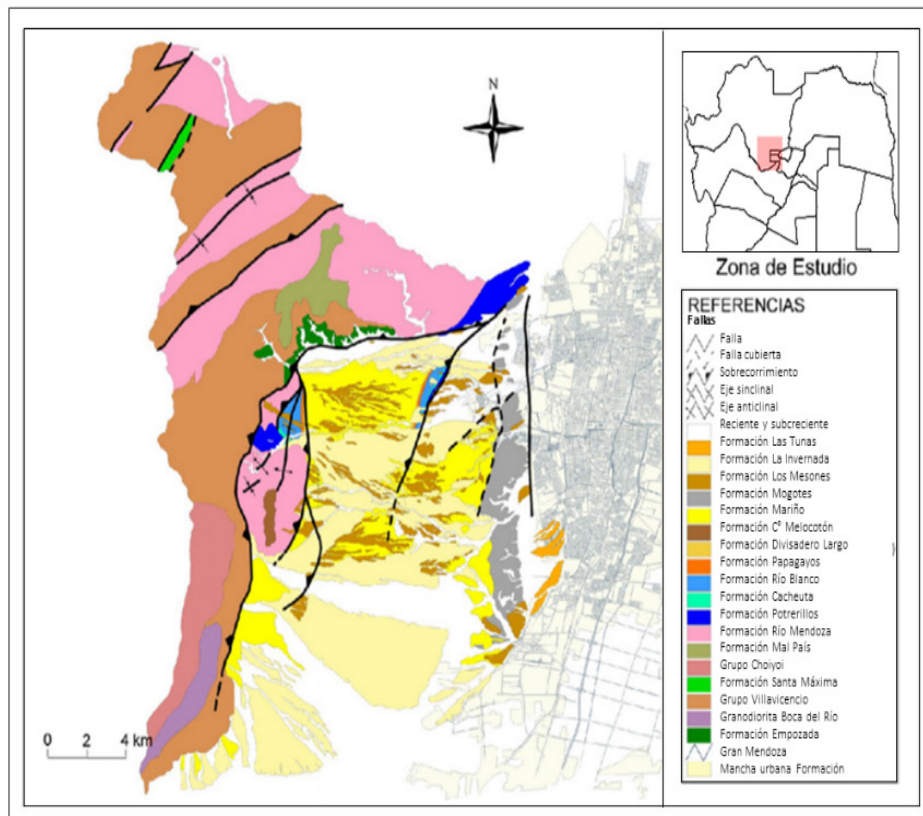 N
0 2 4 km
Zona de Estudio
REFERENCIAS
Fallas
Falla
Falla cubierta
Sobrecorrimiento
Eje sinclinal
Eje anticlinal
Reciente y subcreciente
Formación Las Tunas
Formación La Invernada
Formación Los Mesones
Formación Mogotes
Formación Mariño
Formación Cº Melocotón
Formación Divisadero Largo
)
Formación Papagayos
Formación Río Blanco
Formación Cacheuta
Formación Potrerillos
Formación Río Mendoza
Formación Mal País
Grupo Choiyoi
Formación Santa Máxima
Grupo Villavicencio
Granodiorita Boca del Río
Formación Empozada
Gran Mendoza
Mancha urbana Formación